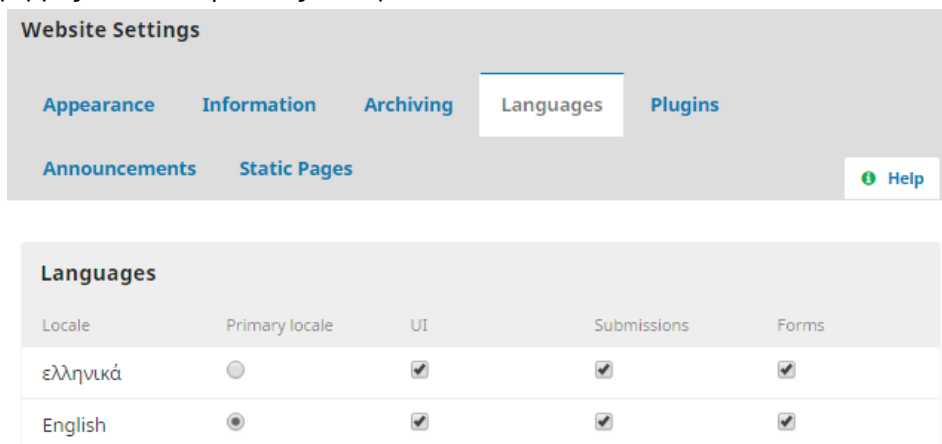 Website Settings
Appearance Information Archiving Languages Plugins
Announcements Static Pages
Help
Languages
Locale Primary locale UI Submissions Forms
ελληνικά
English